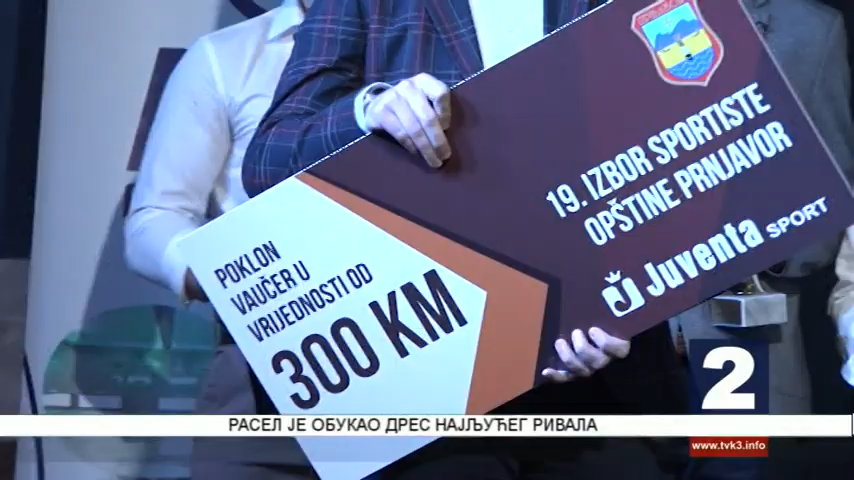 19. IZBOR SPORTISTE
OPŠTINE PRNJAVOR
Juventa SPORT
POKLON
VAUČER U
VRIJEDNOSTI OD
300 KM
2
РАСЕЛ ЈЕ ОБУКАО ДРЕС НАЈЉУЋЕГ РИВАЛА
www.tvk3.info